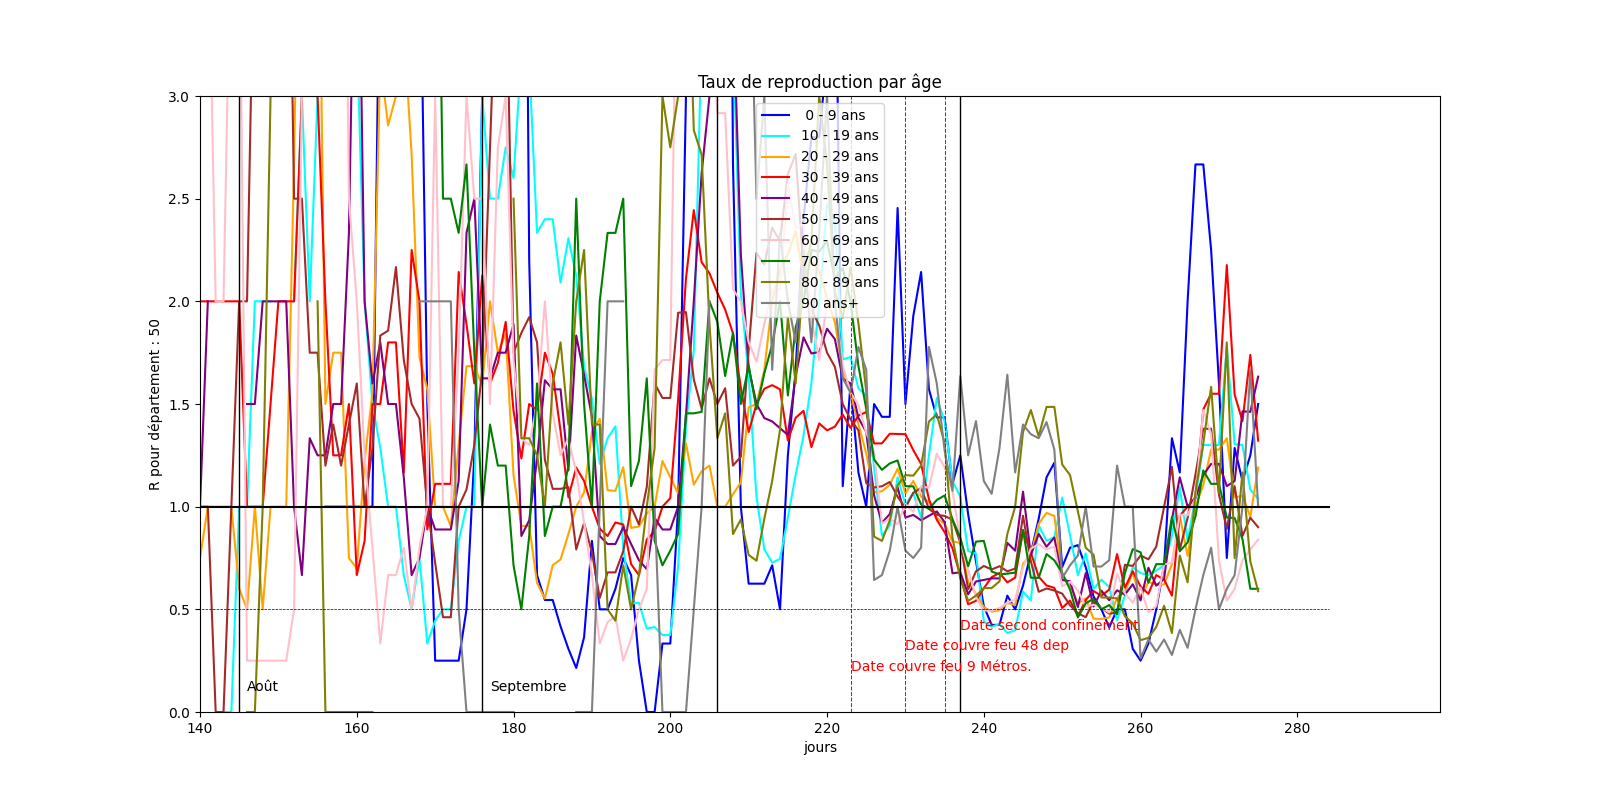 Taux de reproduction par âge
R pour département : 50
3.0
2.5
2.0
1.5
1.0
0.5
0.0
0 - 9 ans
10 - 19 ans
20 - 29 ans
30 - 39 ans
40 - 49 ans
50 - 59 ans
60 - 69 ans
70 - 79 ans
80 - 89 ans
90 ans+
Date second confinement
Date couvre feu 48 dep
Date couvre feu 9 Métros.
Août
Septembre
140
160
180
200
220
240
260
280
jours